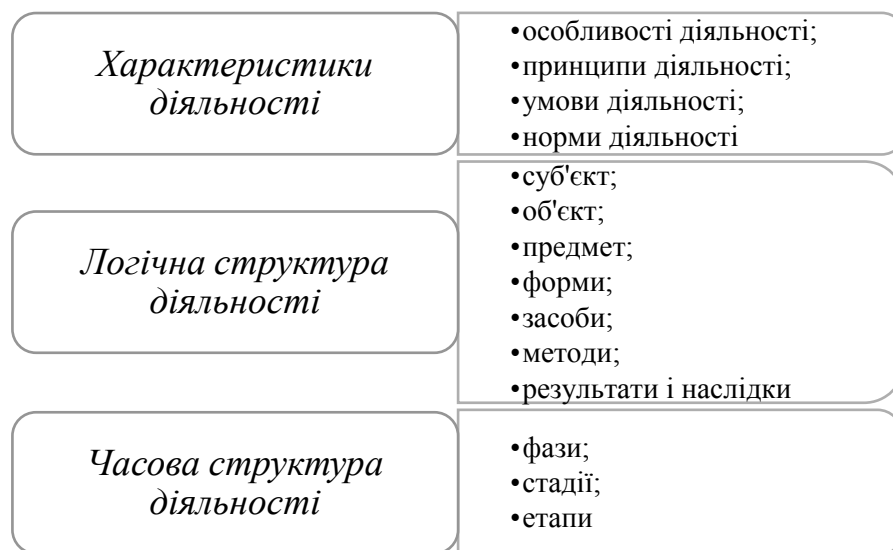 Характеристики
діяльності
•особливості діяльності;
•принципи діяльності;
•умови діяльності;
•норми діяльності
Логічна структура
діяльності
•суб'єкт;
•об'єкт;
•предмет;
•форми;
•засоби;
•методи;
•результати і наслідки
Часова структура
діяльності
•фази;
•стадії;
•етапи